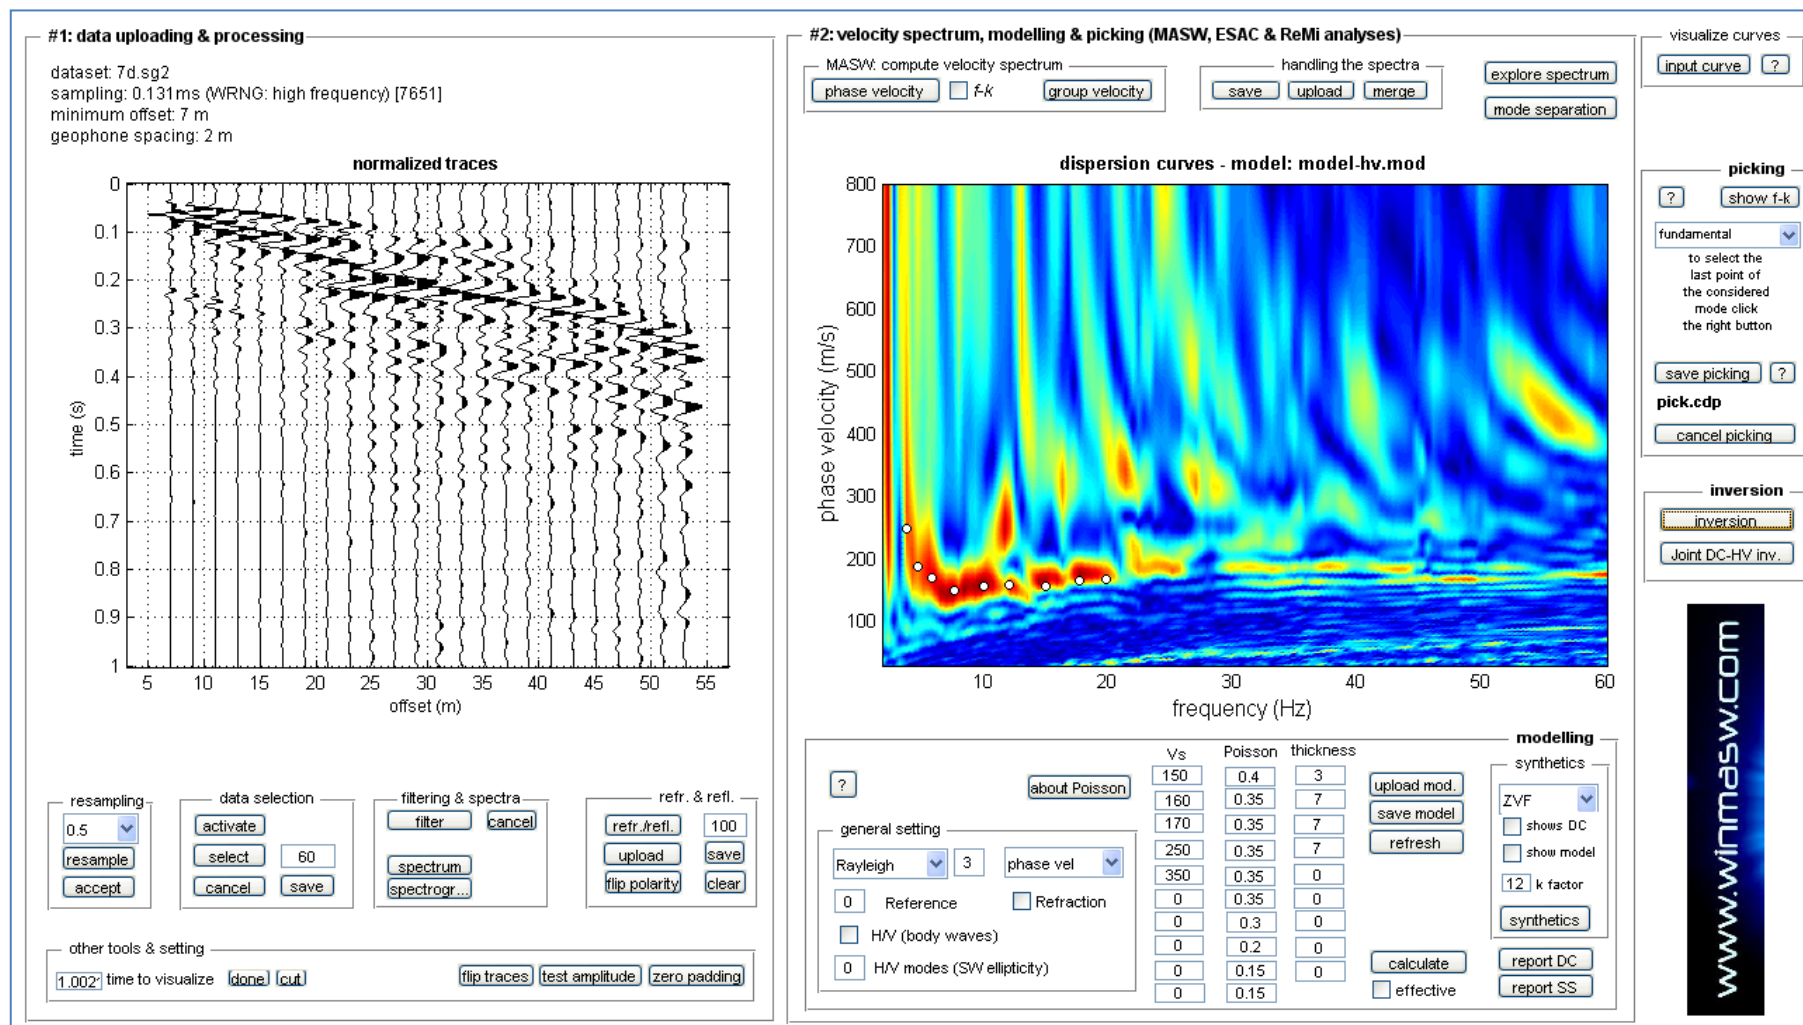 #1: data uploading & processing
dataset: 7d.sg2
sampling: 0.131ms (WRNG: high frequency) [7651]
minimum offset: 7 m
geophone spacing: 2 m
normalized traces
0
0.1
0.2
0.3
0.4
0.5
0.6
0.7
0.8
0.9
1
time (s)
5 10 15 20 25 30 35 40 45 50 55
offset (m)
resampling
0.5
resample
accept
data selection
activate
select 60
cancel save
filtering & spectra
filter cancel
spectrum
spectrogr...
refr. & refl.
refr./refl. 100
upload save
flip polarity clear
other tools & setting
1.002 time to visualize done cut flip traces test amplitude zero padding
#2: velocity spectrum, modelling & picking (MASW, ESAC & ReMi analyses)
MASW: compute velocity spectrum
phase velocity f-k group velocity
handling the spectra
save upload merge
explore spectrum
mode separation
dispersion curves - model: model-hv.mod
800
700
600
500
400
300
200
100
phase velocity (m/s)
10 20 30 40 50 60
frequency (Hz)
modelling
? about Poisson
general setting
Rayleigh 3 phase vel
0 Reference Refraction
H/V (body waves)
0 H/V modes (SW ellipticity)
Vs Poisson thickness
150 0.4 3
160 0.35 7
170 0.35 7
250 0.35 7
350 0.35 0
0 0.35 0
0 0.3 0
0 0.2 0
0 0.15 0
0 0.15
upload mod.
save model
refresh
calculate
effective
synthetics
ZVF
shows DC
show model
12 k factor
synthetics
report DC
report SS
visualize curves
input curve ?
picking
? show f-k
fundamental
to select the
last point of
the considered
mode click
the right button
save picking ?
pick.cdp
cancel picking
inversion
inversion
Joint DC-HV inv.
www.winmasw.com